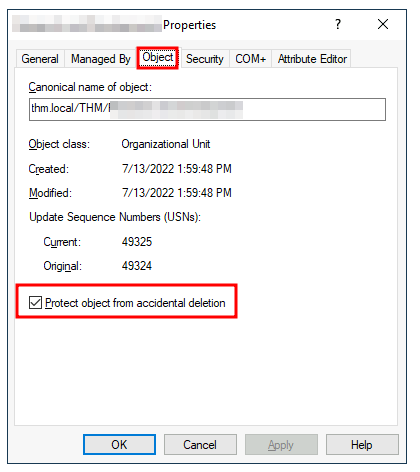 Properties
?
General Managed By Object Security COM+ Attribute Editor
Canonical name of object:
thm.local/THM/
Object class: Organizational Unit
Created: 7/13/2022 1:59:48 PM
Modified: 7/13/2022 1:59:48 PM
Update Sequence Numbers (USNs):
Current: 49325
Original: 49324
Protect object from accidental deletion
OK Cancel Apply Help